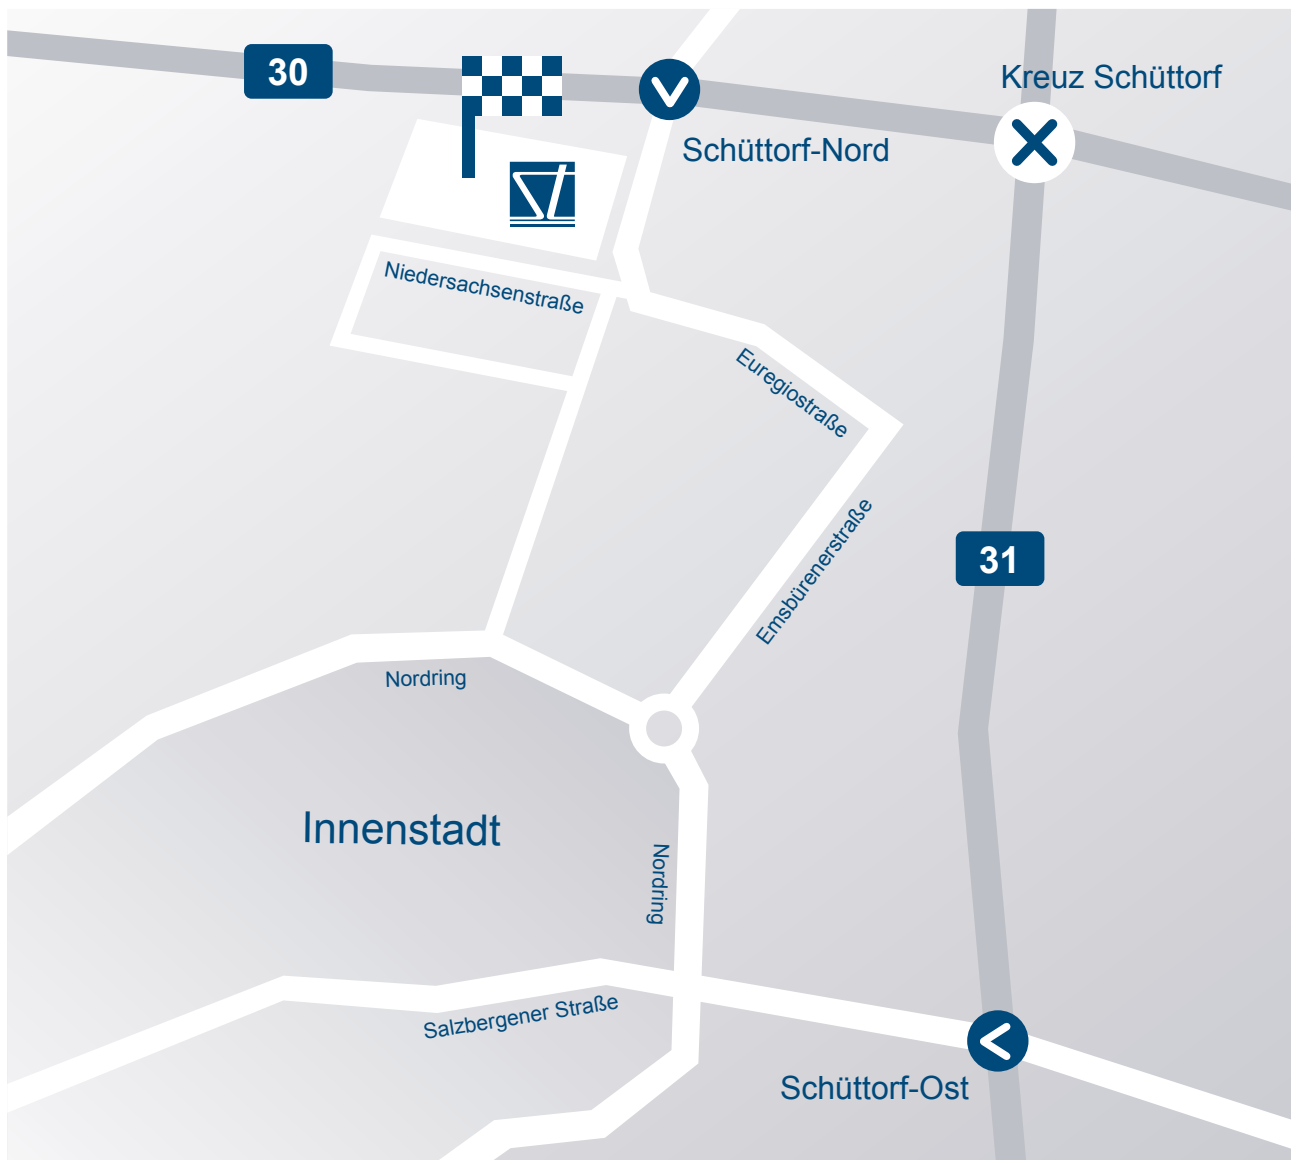 30
Kreuz Schüttorf
Schüttorf-Nord
Niedersachsenstraße
Euregiostraße
Emsbürenerstraße
31
Nordring
Innenstadt
Nordring
Salzbergener Straße
Schüttorf-Ost